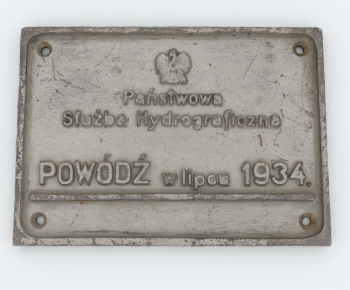 Państwowa
Służba Hydrograficzna
POWÓDŹ w lipcu 1934.